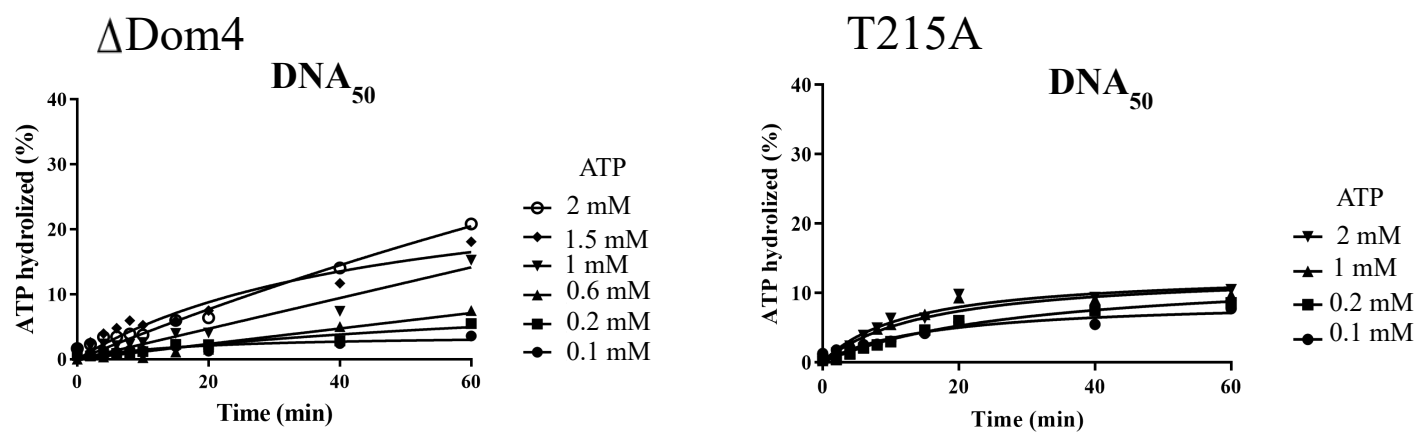 ΔDom4
DNA50
ATP hydrolized (%)
40
30
20
10
0
0 20 40 60
Time (min)
ATP
2 mM
1.5 mM
1 mM
0.6 mM
0.2 mM
0.1 mM
T215A
DNA50
ATP hydrolized (%)
40
30
20
10
0
0 20 40 60
Time (min)
ATP
2 mM
1 mM
0.2 mM
0.1 mM